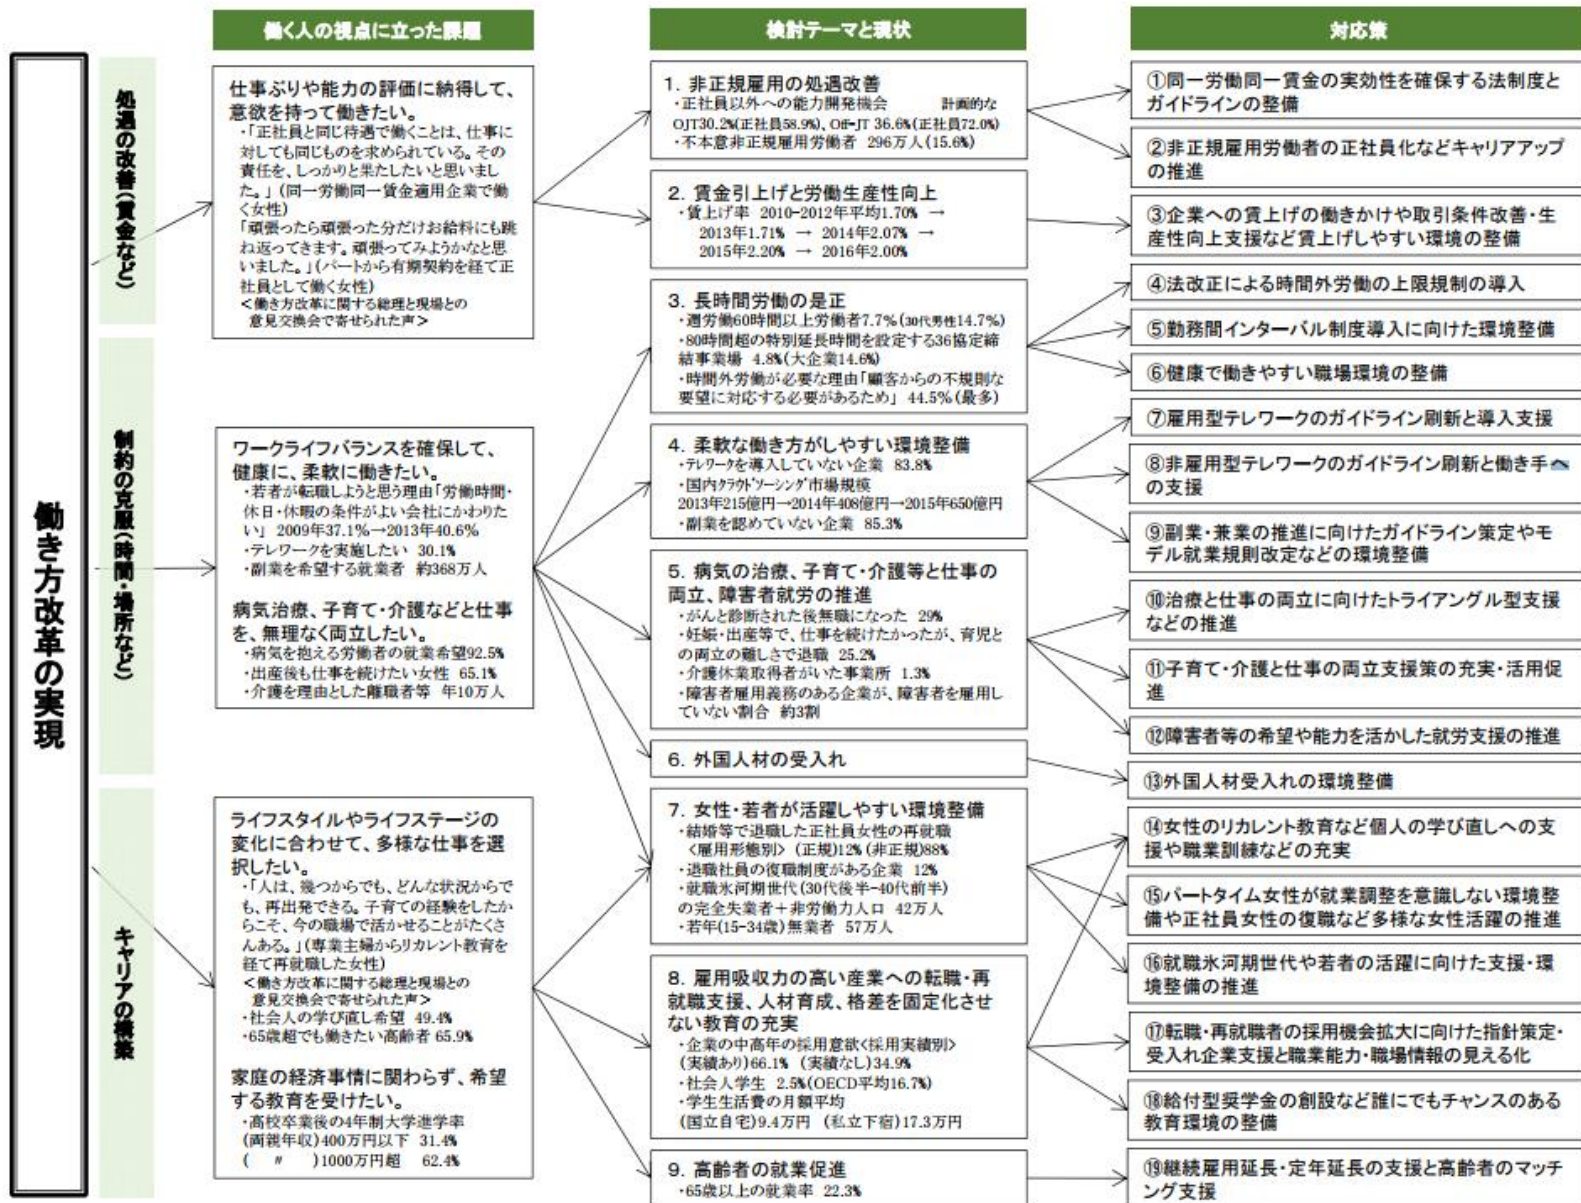 働く人の視点に立った課題
検討テーマと現状
対応策
働き方改革の実現
処遇の改善(賃金など)
仕事ぶりや能力の評価に納得して、
意欲を持って働きたい。
・「正社員と同じ待遇で働くことは、仕事に
対しても同じものを求められている。その
責任を、しっかりと果たしたいと思いまし
た。」(同一労働同一賃金適用企業で働
く女性)
「頑張ったら頑張った分だけお給料にも跳
ね返ってきます。頑張ってみようかなと思
いました。」(パートから有期契約を経て正
社員として働く女性)
<働き方改革に関する総理と現場との
意見交換会で寄せられた声>
制約の克服(時間・場所など)
ワークライフバランスを確保して、
健康に、柔軟に働きたい。
・若者が転職しようと思う理由「労働時間・
休日・休暇の条件がよい会社にかわりた
い」 2009年37.1%→2013年40.6%
・テレワークを実施したい 30.1%
・副業を希望する就業者 約368万人
病気治療、子育て・介護などと仕事
を、無理なく両立したい。
・病気を抱える労働者の就業希望92.5%
・出産後も仕事を続けたい女性 65.1%
・介護を理由とした離職者等 年10万人
キャリアの構築
ライフスタイルやライフステージの
変化に合わせて、多様な仕事を選
択したい。
・「人は、幾つからでも、どんな状況からで
も、再出発できる。子育ての経験をしたか
らこそ、今の職場で活かせることがたくさ
んある。」(専業主婦からリカレント教育を
経て再就職した女性)
<働き方改革に関する総理と現場との
意見交換会で寄せられた声>
・社会人の学び直し希望 49.4%
・65歳超でも働きたい高齢者 65.9%
家庭の経済事情に関わらず、希望
する教育を受けたい。
・高校卒業後の4年制大学進学率
(両親年収)400万円以下 31.4%
( 〃 )1000万円超 62.4%
1. 非正規雇用の処遇改善
・正社員以外への能力開発機会 計画的な
OJT30.2%(正社員58.9%)、Off-JT 36.6%(正社員72.0%)
・不本意非正規雇用労働者 296万人(15.6%)
2. 賃金引上げと労働生産性向上
・賃上げ率 2010-2012年平均1.70% →
2013年1.71% → 2014年2.07% →
2015年2.20% → 2016年2.00%
3. 長時間労働の是正
・週労働60時間以上労働者7.7%(30代男性14.7%)
・80時間超の特別延長時間を設定する36協定締
結事業場 4.8%(大企業14.6%)
・時間外労働が必要な理由「顧客からの不規則な
要望に対応する必要があるため」 44.5%(最多)
4. 柔軟な働き方がしやすい環境整備
・テレワークを導入していない企業 83.8%
・国内クラウドソーシング市場規模
2013年215億円→2014年408億円→2015年650億円
・副業を認めていない企業 85.3%
5. 病気の治療、子育て・介護等と仕事の
両立、障害者就労の推進
・がんと診断された後無職になった 29%
・妊娠・出産等で、仕事を続けたかったが、育児と
の両立の難しさで退職 25.2%
・介護休業取得者がいた事業所 1.3%
・障害者雇用義務のある企業が、障害者を雇用し
ていない割合 約3割
6. 外国人材の受入れ
7. 女性・若者が活躍しやすい環境整備
・結婚等で退職した正社員女性の再就職
<雇用形態別> (正規)12% (非正規)88%
・退職社員の復職制度がある企業 12%
・就職氷河期世代(30代後半-40代前半)
の完全失業者+非労働力人口 42万人
・若年(15-34歳)無業者 57万人
8. 雇用吸収力の高い産業への転職・再
就職支援、人材育成、格差を固定化させ
ない教育の充実
・企業の中高年の採用意欲<採用実績別>
(実績あり)66.1% (実績なし)34.9%
・社会人学生 2.5%(OECD平均16.7%)
・学生生活費の月額平均
(国立自宅)9.4万円 (私立下宿)17.3万円
9. 高齢者の就業促進
・65歳以上の就業率 22.3%
①同一労働同一賃金の実効性を確保する法制度と
ガイドラインの整備
②非正規雇用労働者の正社員化などキャリアアップ
の推進
③企業への賃上げの働きかけや取引条件改善・生
産性向上支援など賃上げしやすい環境の整備
④法改正による時間外労働の上限規制の導入
⑤勤務間インターバル制度導入に向けた環境整備
⑥健康で働きやすい職場環境の整備
⑦雇用型テレワークのガイドライン刷新と導入支援
⑧非雇用型テレワークのガイドライン刷新と働き手へ
の支援
⑨副業・兼業の推進に向けたガイドライン策定やモ
デル就業規則改定などの環境整備
⑩治療と仕事の両立に向けたトライアングル型支援
などの推進
⑪子育て・介護と仕事の両立支援策の充実・活用促
進
⑫障害者等の希望や能力を活かした就労支援の推進
⑬外国人材受入れの環境整備
⑭女性のリカレント教育など個人の学び直しへの支
援や職業訓練などの充実
⑮パートタイム女性が就業調整を意識しない環境整
備や正社員女性の復職など多様な女性活躍の推進
⑯就職氷河期世代や若者の活躍に向けた支援・環
境整備の推進
⑰転職・再就職者の採用機会拡大に向けた指針策定・
受入れ企業支援と職業能力・職場情報の見える化
⑱給付型奨学金の創設など誰にでもチャンスのある
教育環境の整備
⑲継続雇用延長・定年延長の支援と高齢者のマッチ
ング支援